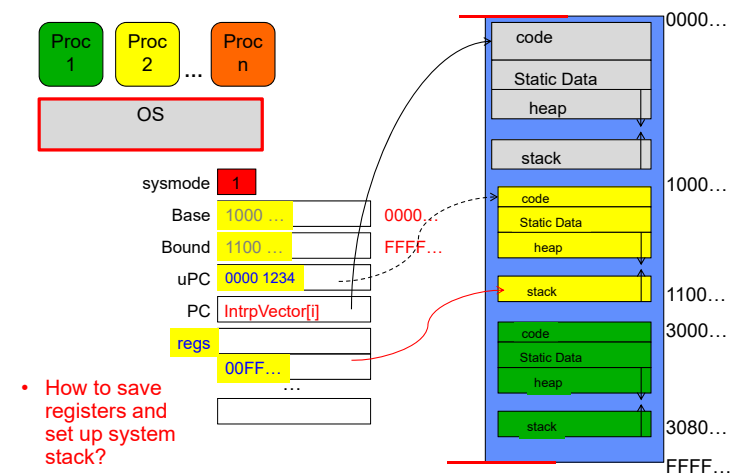 Proc
1
Proc
2
...
Proc
n
OS
sysmode 1
Base 1000 ... 0000...
Bound 1100 ... FFFF...
uPC 0000 1234
PC IntrpVector[i]
regs
00FF...
...
• How to save
registers and
set up system
stack?
0000...
code
Static Data
heap
stack
1000...
code
Static Data
heap
stack
1100...
3000...
code
Static Data
heap
stack
3080...
FFFF...